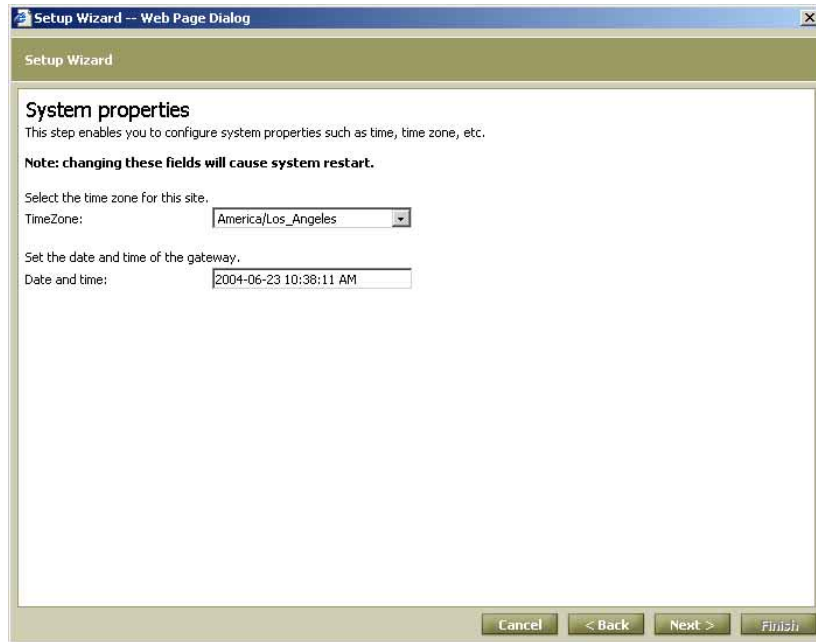 Setup Wizard -- Web Page Dialog
Setup Wizard
System properties
This step enables you to configure system properties such as time, time zone, etc.
Note: changing these fields will cause system restart.
Select the time zone for this site.
TimeZone: America/Los_Angeles
Set the date and time of the gateway.
Date and time: 2004-06-23 10:38:11 AM
Cancel < Back Next > Finish